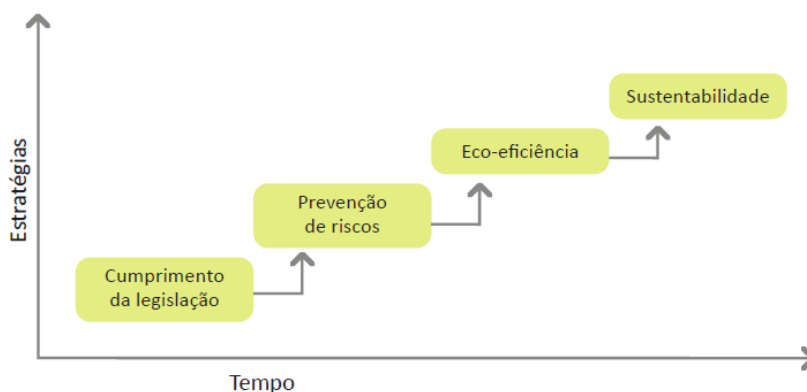 Sustentabilidade
Eco-eficiência
Prevenção
de riscos
Cumprimento
da legislação
Estratégias
Tempo